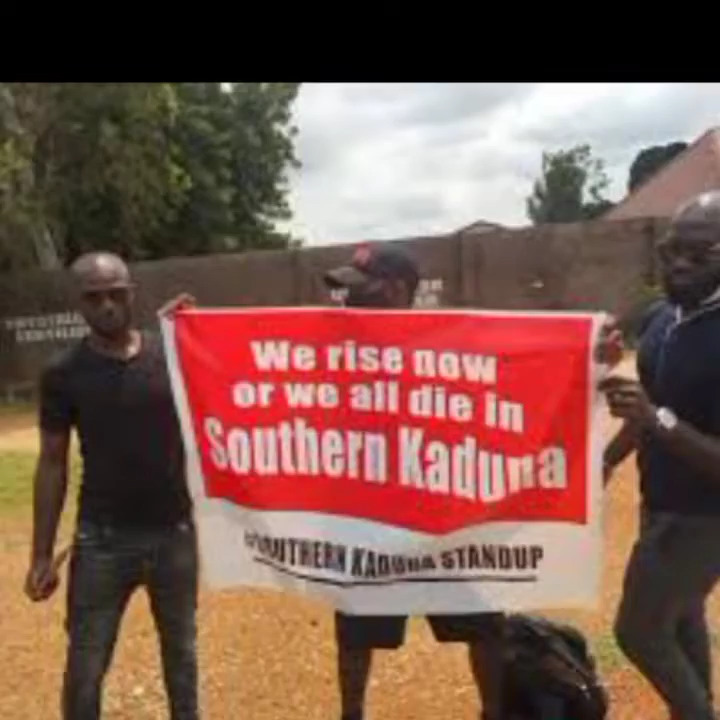 We rise now
or we all die in
Southern Kaduna
SOUTHERN KADUNA STANDUP